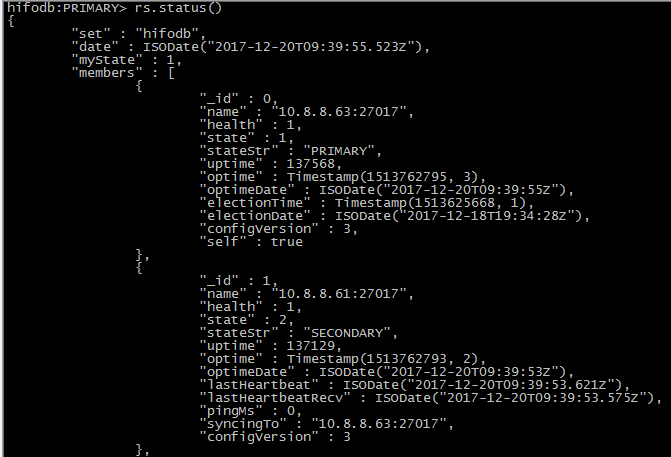 hifodb:PRIMARY> rs.status()
{
"set" : "hifodb",
"date" : ISODate("2017-12-20T09:39:55.523Z"),
"myState" : 1,
"members" : [
{
"_id" : 0,
"name" : "10.8.8.63:27017",
"health" : 1,
"state" : 1,
"stateStr" : "PRIMARY",
"uptime" : 137568,
"optime" : Timestamp(1513762795, 3),
"optimeDate" : ISODate("2017-12-20T09:39:55Z"),
"electionTime" : Timestamp(1513625668, 1),
"electionDate" : ISODate("2017-12-18T19:34:28Z"),
"configVersion" : 3,
"self" : true
},
{
"_id" : 1,
"name" : "10.8.8.61:27017",
"health" : 1,
"state" : 2,
"stateStr" : "SECONDARY",
"uptime" : 137129,
"optime" : Timestamp(1513762793, 2),
"optimeDate" : ISODate("2017-12-20T09:39:53Z"),
"lastHeartbeat" : ISODate("2017-12-20T09:39:53.621Z"),
"lastHeartbeatRecv" : ISODate("2017-12-20T09:39:53.575Z"),
"pingMs" : 0,
"syncingTo" : "10.8.8.63:27017",
"configVersion" : 3
},